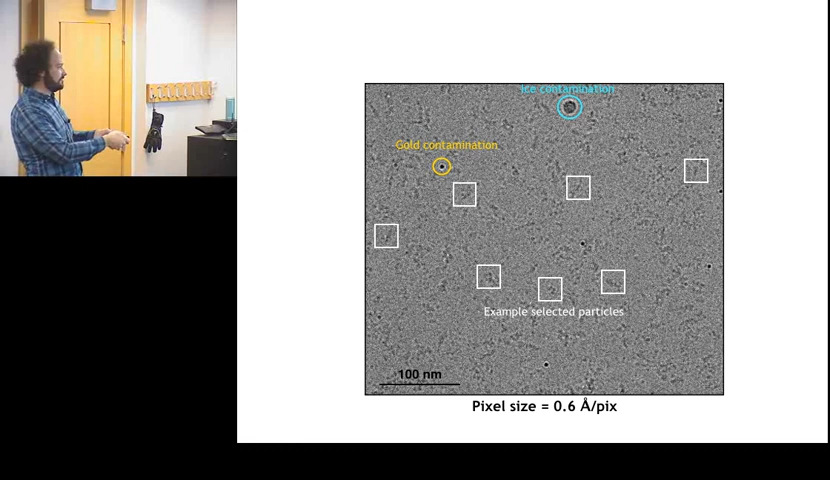 Ice contamination
Gold contamination
Example selected particles
100 nm
Pixel size = 0.6 Å/pix